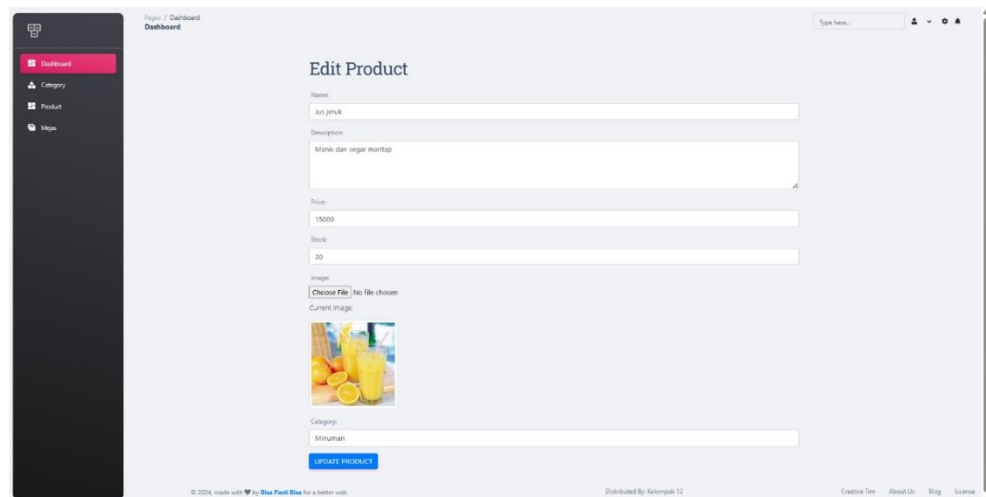 Pages / Dashboard
Dashboard
Type here...
Dashboard
Category
Product
Mejas
Edit Product
Name:
Jus jeruk
Description:
Manis dan segar mantap
Price:
15000
Stock:
20
Image:
Choose File No file chosen
Current Image:
Category:
Minuman
UPDATE PRODUCT
© 2024, made with by Bisa Pasti Bisa for a better web.
Distributed By: Kelompok 12
Creative Tim About Us Blog License